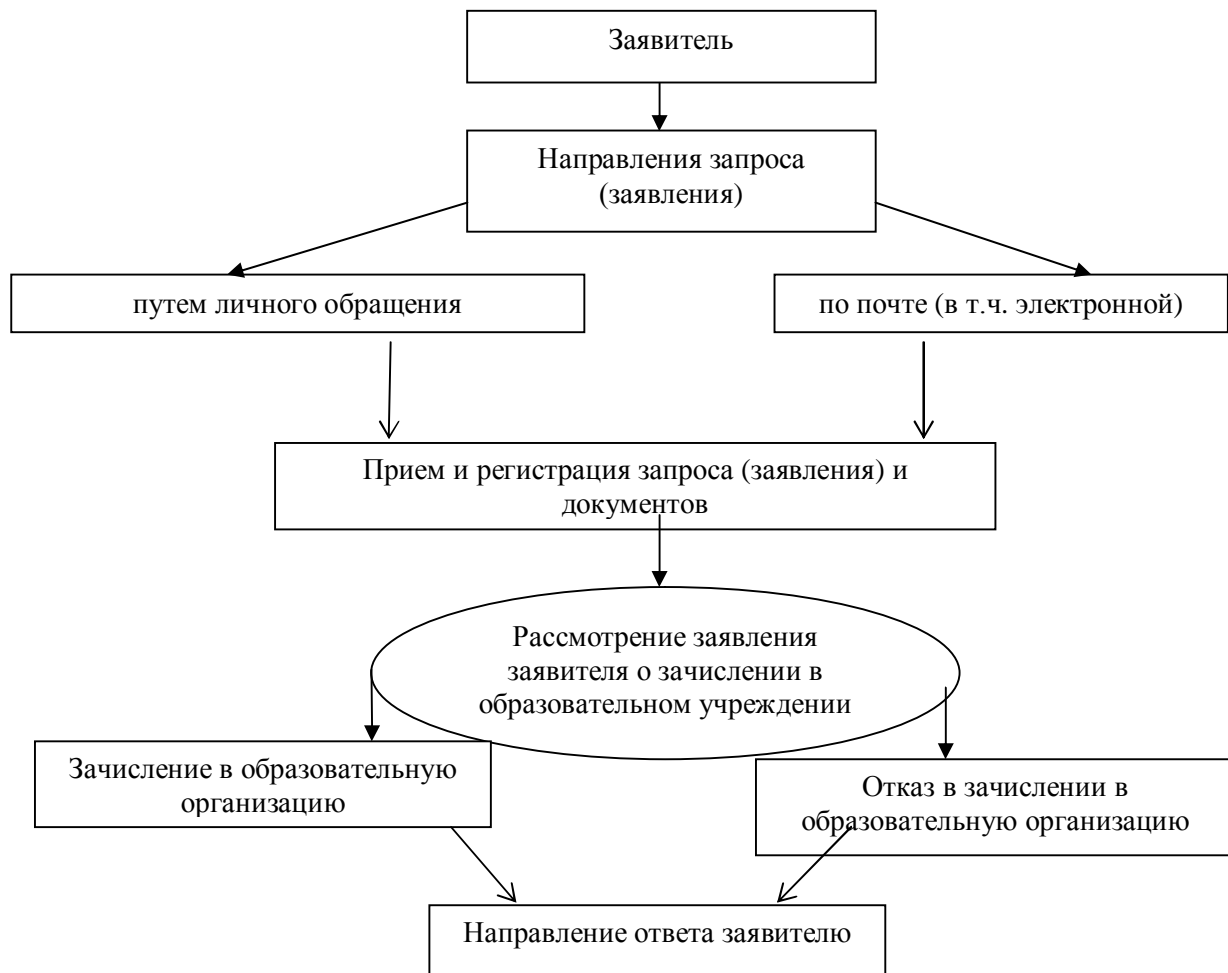 Заявитель
Направления запроса
(заявления)
путем личного обращения
по почте (в т.ч. электронной)
Прием и регистрация запроса (заявления) и
документов
Рассмотрение заявления
заявителя о зачислении в
образовательном учреждении
Зачисление в образовательную
организацию
Отказ в зачислении в
образовательную организацию
Направление ответа заявителю